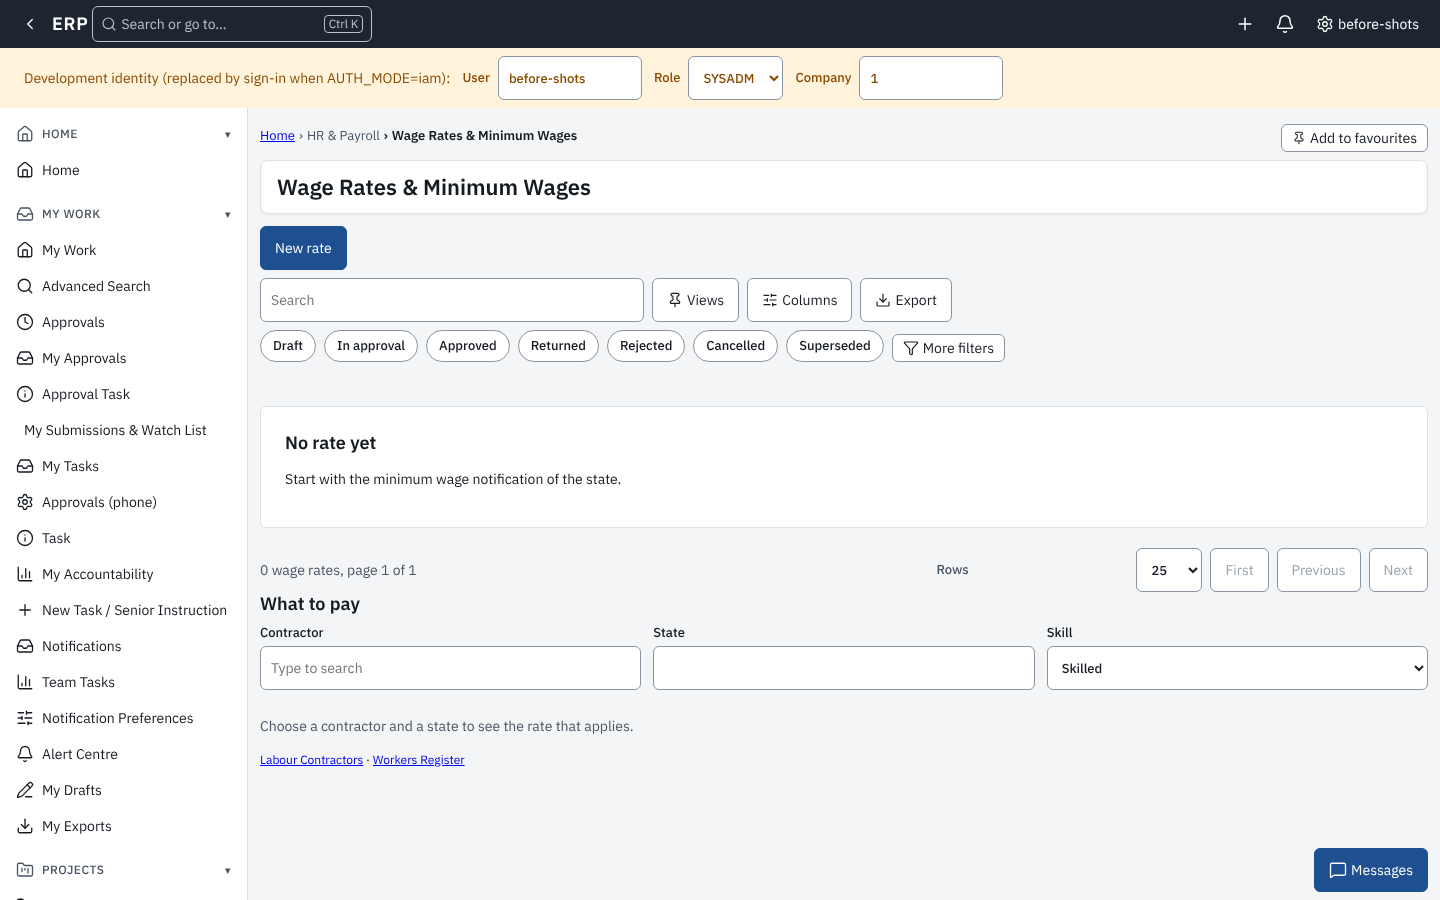 ERP
Search or go to...
Ctrl K
before-shots
Development identity (replaced by sign-in when AUTH_MODE=iam):
User
before-shots
Role
SYSADM
Company
1
HOME
Home
MY WORK
My Work
Advanced Search
Approvals
My Approvals
Approval Task
My Submissions & Watch List
My Tasks
Approvals (phone)
Task
My Accountability
New Task / Senior Instruction
Notifications
Team Tasks
Notification Preferences
Alert Centre
My Drafts
My Exports
PROJECTS
Home › HR & Payroll › Wage Rates & Minimum Wages
Add to favourites
Wage Rates & Minimum Wages
New rate
Search
Views
Columns
Export
Draft
In approval
Approved
Returned
Rejected
Cancelled
Superseded
More filters
No rate yet
Start with the minimum wage notification of the state.
0 wage rates, page 1 of 1
Rows
25
First
Previous
Next
What to pay
Contractor
Type to search
State
Skill
Skilled
Choose a contractor and a state to see the rate that applies.
Labour Contractors · Workers Register
Messages